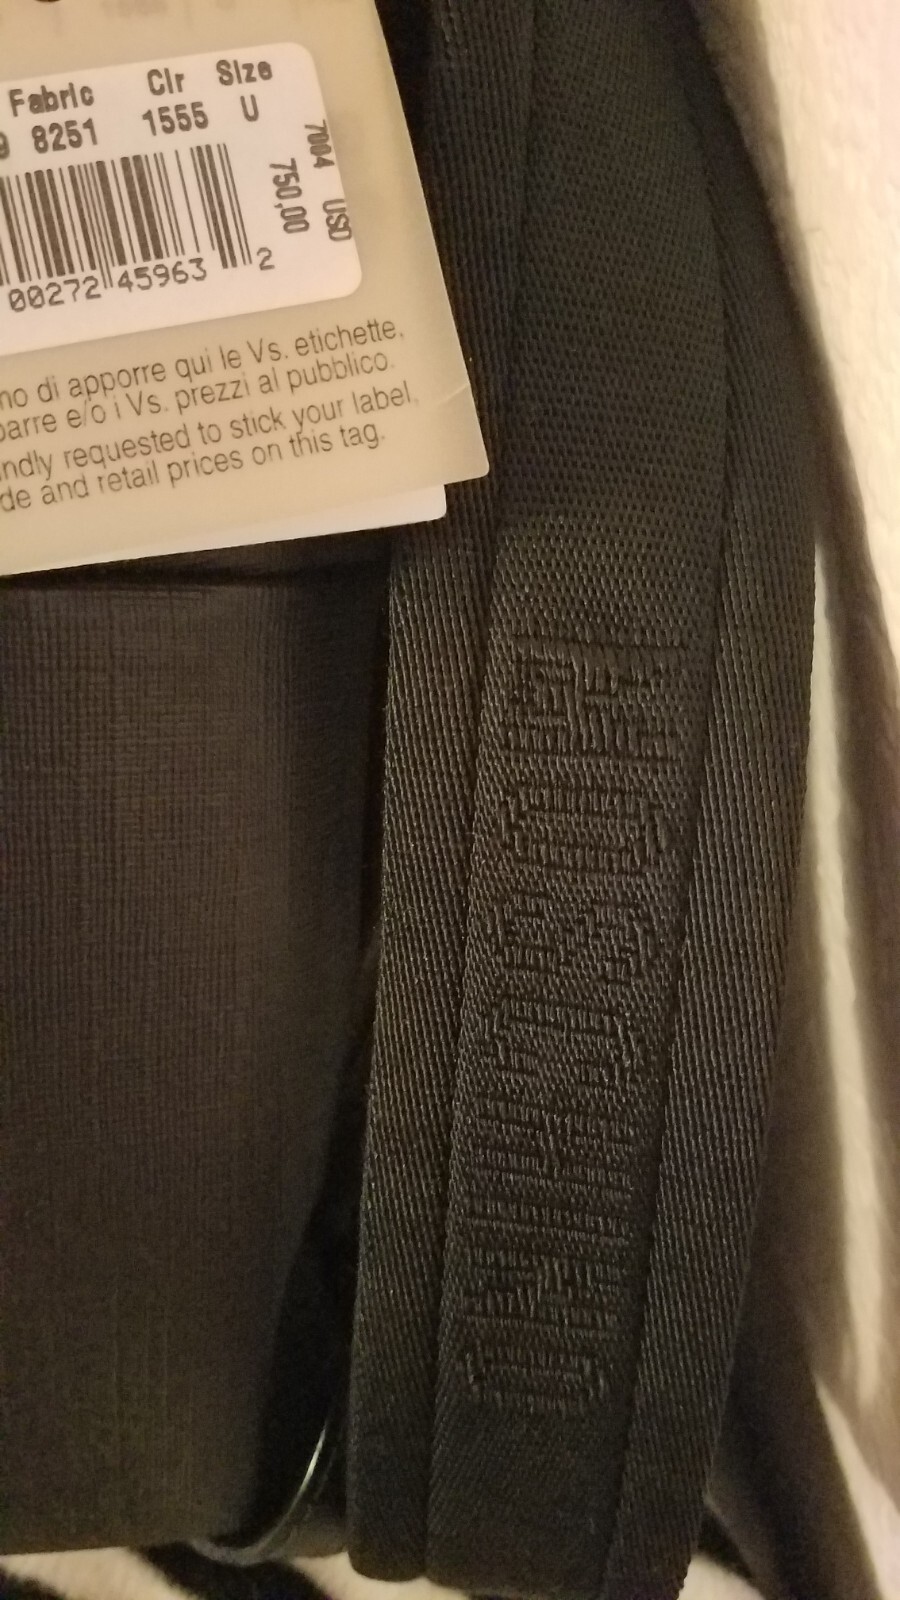 Fabric Clr Size
9 8251 1555 U
7004 USD
750,00
00272 45963 2
no di apporre qui le Vs. etichette,
barre e/o i Vs. prezzi al pubblico.
ndly requested to stick your label,
de and retail prices on this tag.